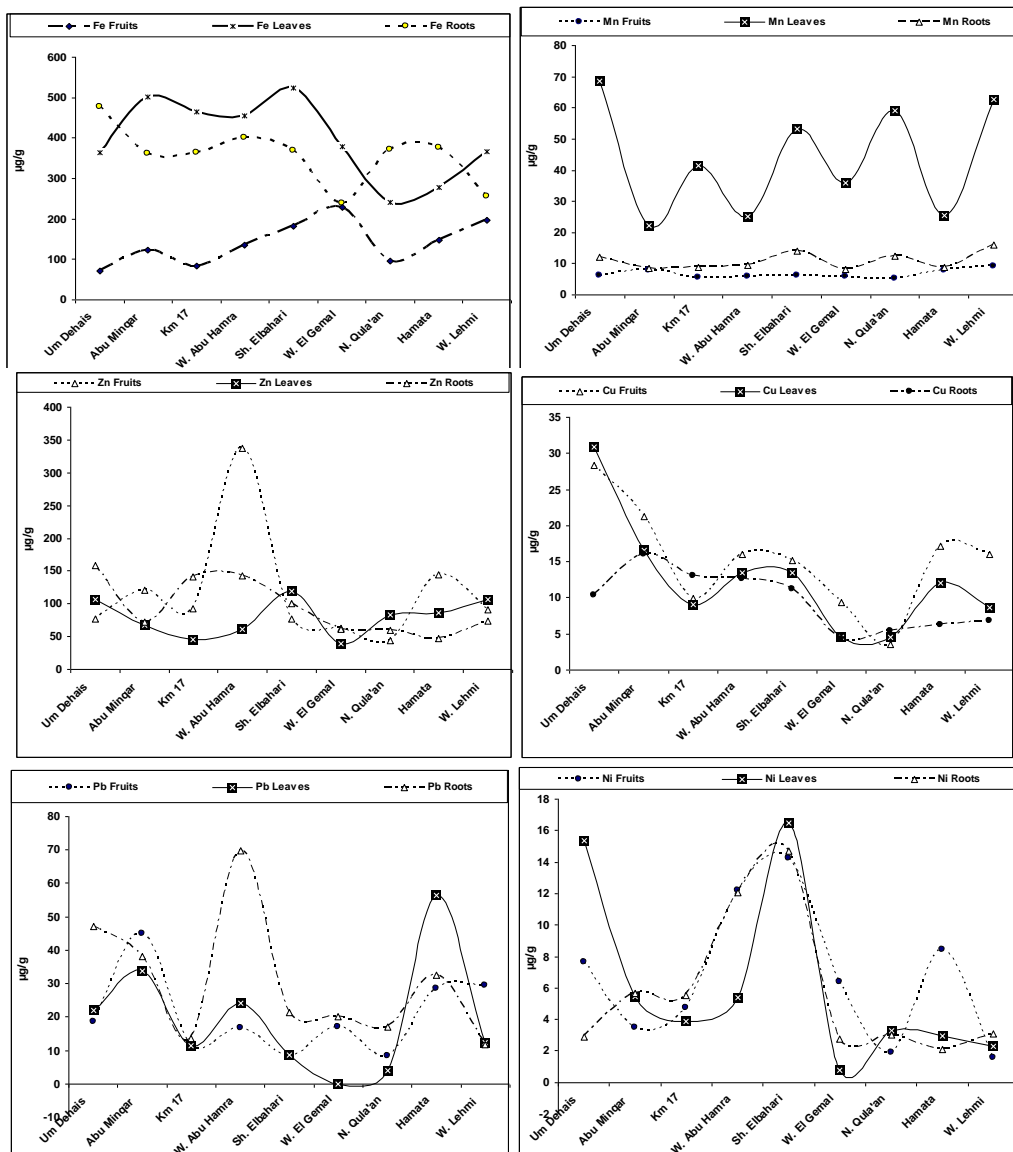 Fe Fruits Fe Leaves Fe Roots
600
500
400
300
200
100
0
µg/g
Um Dehais
Abu Minqar
Km 17
W. Abu Hamra
Sh. Elbahari
W. El Gemal
N. Qula'an
Hamata
W. Lehmi
Mn Fruits Mn Leaves Mn Roots
80
70
60
50
40
30
20
10
0
µg/g
Um Dehais
Abu Minqar
Km 17
W. Abu Hamra
Sh. Elbahari
W. El Gemal
N. Qula'an
Hamata
W. Lehmi
Zn Fruits Zn Leaves Zn Roots
400
350
300
250
200
150
100
50
0
µg/g
Um Dehais
Abu Minqar
Km 17
W. Abu Hamra
Sh. Elbahari
W. El Gemal
N. Qula'an
Hamata
W. Lehmi
Cu Fruits Cu Leaves Cu Roots
35
30
25
20
15
10
5
0
µg/g
Um Dehais
Abu Minqar
Km 17
W. Abu Hamra
Sh. Elbahari
W. El Gemal
N. Qula'an
Hamata
W. Lehmi
Pb Fruits Pb Leaves Pb Roots
80
70
60
50
40
30
20
10
0
-10
µg/g
Um Dehais
Abu Minqar
Km 17
W. Abu Hamra
Sh. Elbahari
W. El Gemal
N. Qula'an
Hamata
W. Lehmi
Ni Fruits Ni Leaves Ni Roots
18
16
14
12
10
8
6
4
2
0
-2
µg/g
Um Dehais
Abu Minqar
Km 17
W. Abu Hamra
Sh. Elbahari
W. El Gemal
N. Qula'an
Hamata
W. Lehmi